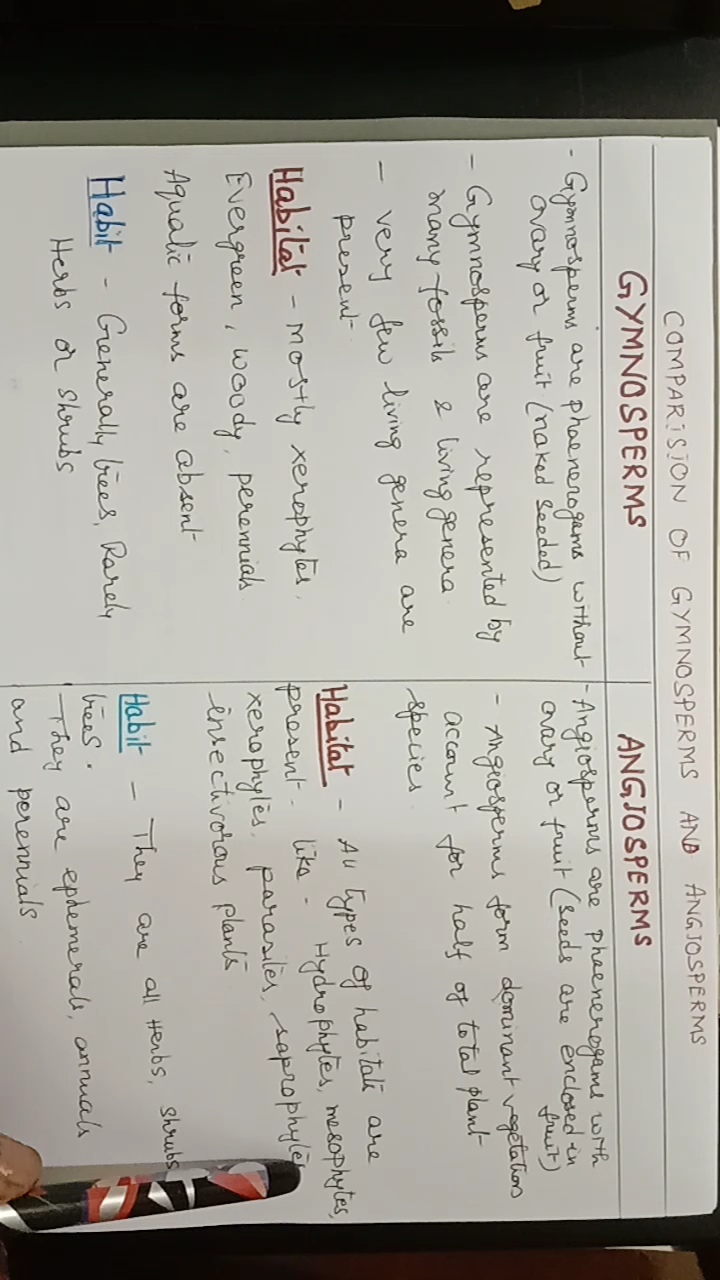 COMPARISION OF GYMNOSPERMS AND ANGIOSPERMS
GYMNOSPERMS
- Gymnosperms are phaenerogams without
ovary or fruit (naked seeded)
- Gymnosperms are represented by
many fossils & living genera
- very few living genera are
present.
Habitat - mostly xerophytes,
Evergreen, woody, perennials.
Aquatic forms are absent
Habit - Generally trees, Rarely
Herbs or shrubs
ANGIOSPERMS
- Angiosperms are phaenerogams with
ovary or fruit (seeds are enclosed in
fruit)
- Angiosperms form dominant vegetation
account for half of total plant
species.
Habitat - All types of habitats are
present. like - Hydrophytes, mesophytes,
xerophytes, parasites, saprophytes
insectivorous plants
Habit - They are all Herbs, shrubs
trees.
- They are ephemerals, annuals
and perennials